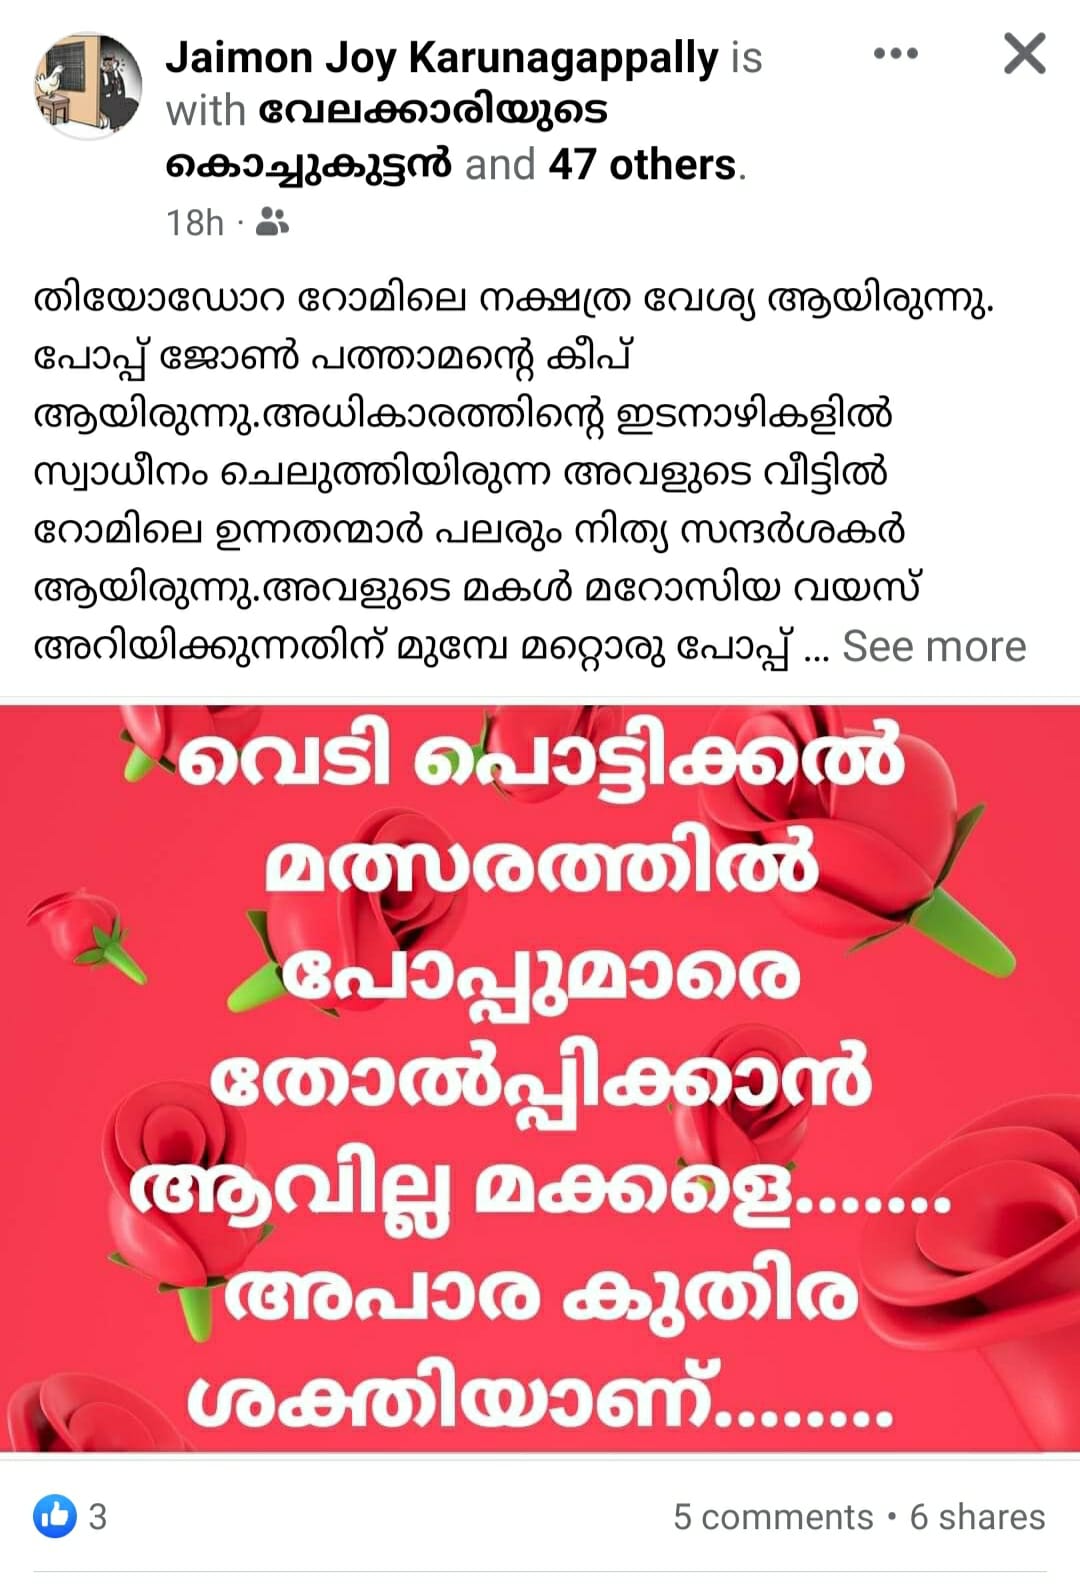 Jaimon Joy Karunagappally is
with വേലക്കാരിയുടെ
കൊച്ചുകുട്ടൻ and 47 others.
18h ·
തിയോഡോറ റോമിലെ നക്ഷത്ര വേശ്യ ആയിരുന്നു.
പോപ്പ് ജോൺ പത്താമന്റെ കീപ്
ആയിരുന്നു.അധികാരത്തിന്റെ ഇടനാഴികളിൽ
സ്വാധീനം ചെലുത്തിയിരുന്ന അവളുടെ വീട്ടിൽ
റോമിലെ ഉന്നതന്മാർ പലരും നിത്യ സന്ദർശകർ
ആയിരുന്നു.അവളുടെ മകൾ മറോസിയ വയസ്
അറിയിക്കുന്നതിന് മുമ്പേ മറ്റൊരു പോപ്പ് ... See more
വെടി പൊട്ടിക്കൽ
മത്സരത്തിൽ
പോപ്പുമാരെ
തോൽപ്പിക്കാൻ
ആവില്ല മക്കളെ.......
അപാര കുതിര
ശക്തിയാണ്........
3
5 comments • 6 shares